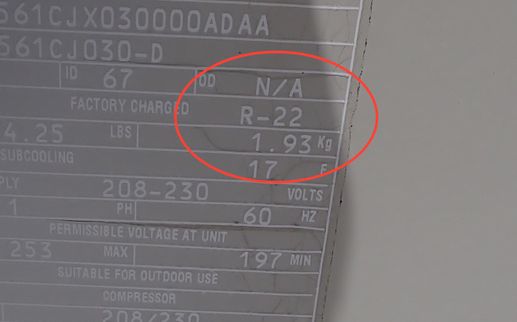 561CJX030000ADAA
561CJ030-D
ID 67 OD N/A
FACTORY CHARGED R-22
4.25 LBS 1.93 Kg
SUBCOOLING 17 F
PLY 208-230 VOLTS
1 PH 60 HZ
PERMISSIBLE VOLTAGE AT UNIT
253 MAX 197 MIN
SUITABLE FOR OUTDOOR USE
COMPRESSOR
208/230